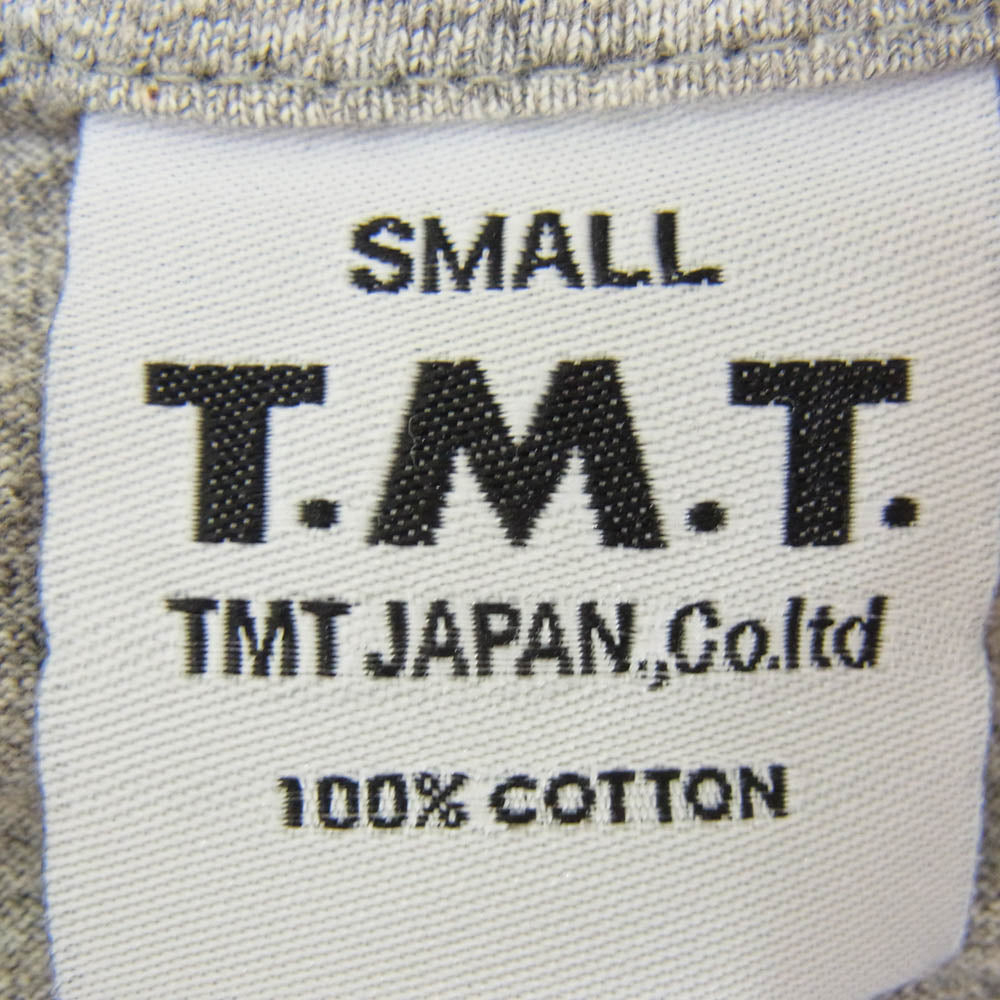 SMALL
T.M.T.
TMT JAPAN.,Co.ltd
100% COTTON